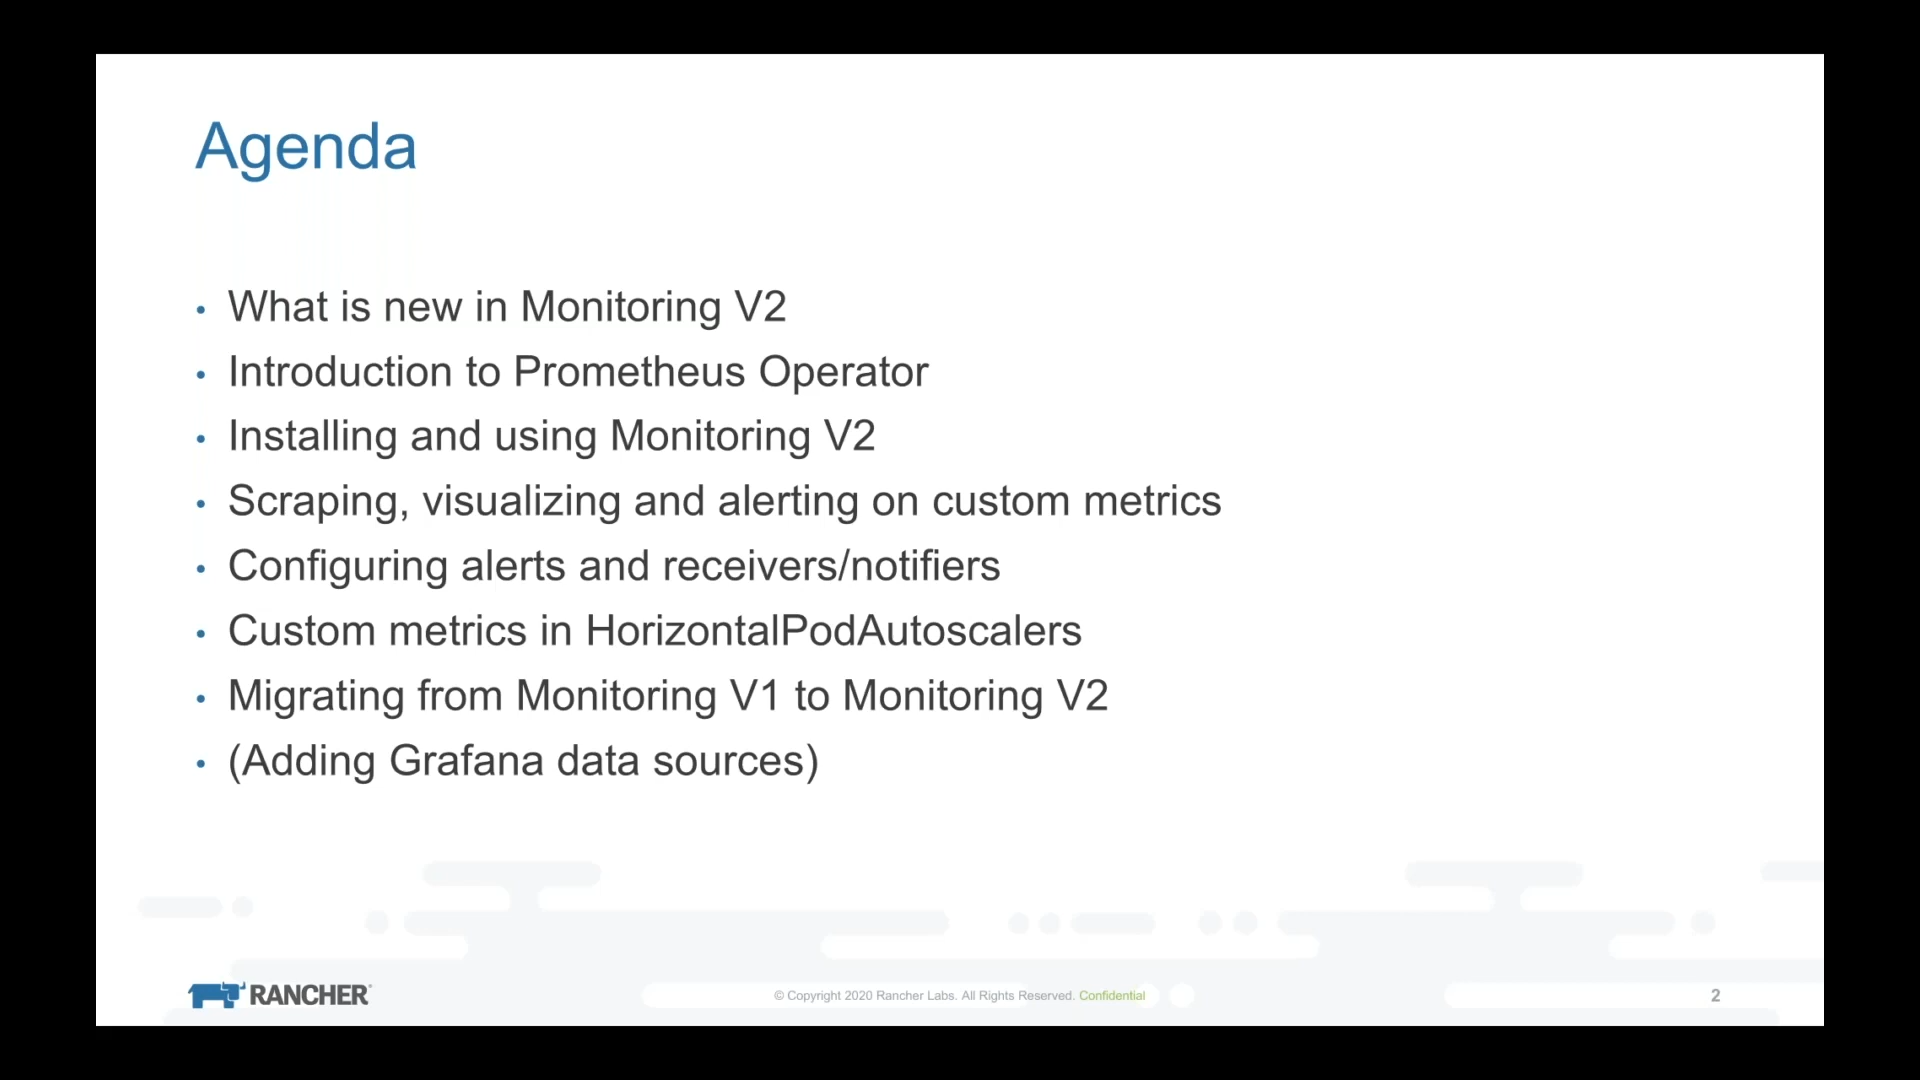 Agenda
• What is new in Monitoring V2
• Introduction to Prometheus Operator
• Installing and using Monitoring V2
• Scraping, visualizing and alerting on custom metrics
• Configuring alerts and receivers/notifiers
• Custom metrics in HorizontalPodAutoscalers
• Migrating from Monitoring V1 to Monitoring V2
• (Adding Grafana data sources)
RANCHER®
© Copyright 2020 Rancher Labs. All Rights Reserved. Confidential
2